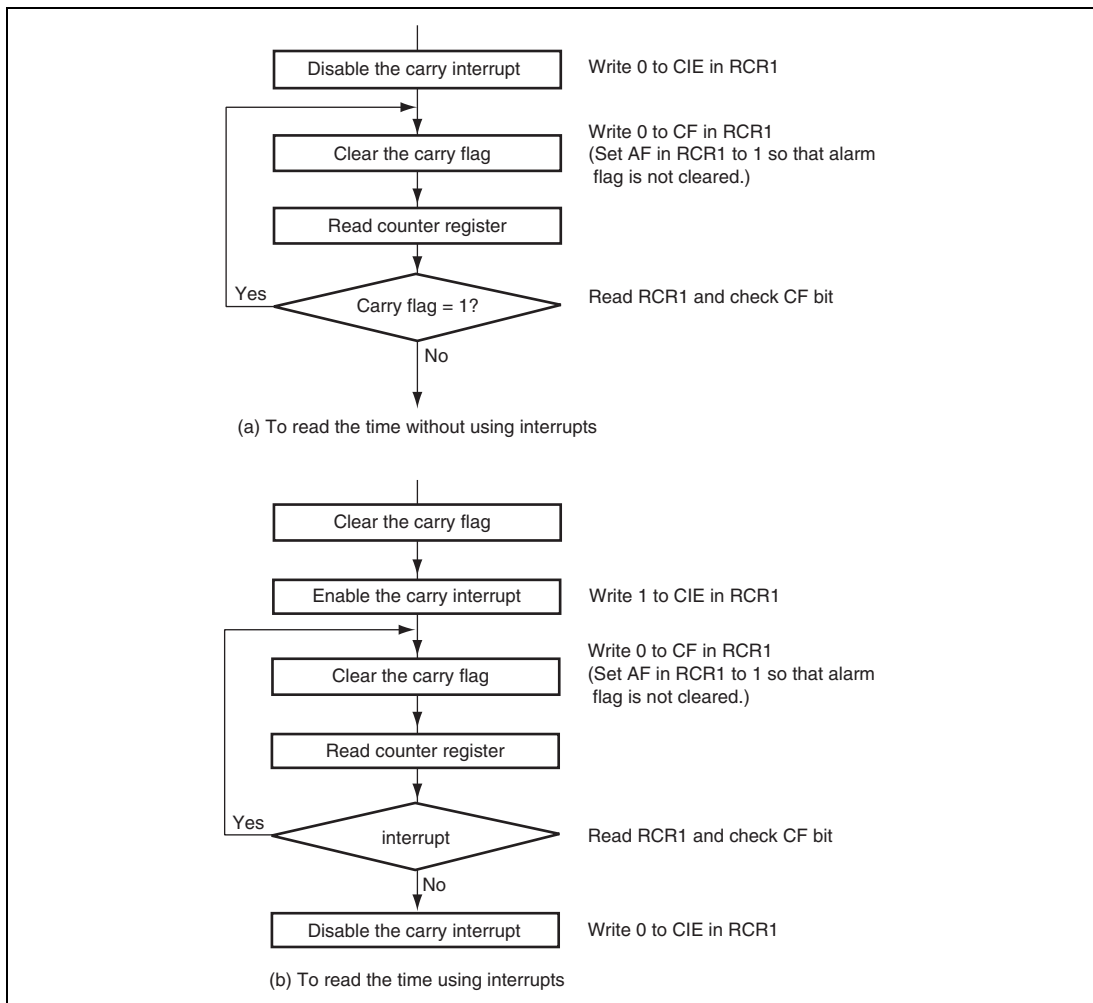 Disable the carry interrupt
Write 0 to CIE in RCR1
Clear the carry flag
Write 0 to CF in RCR1
(Set AF in RCR1 to 1 so that alarm
flag is not cleared.)
Read counter register
Yes
Carry flag = 1?
Read RCR1 and check CF bit
No
(a) To read the time without using interrupts
Clear the carry flag
Enable the carry interrupt
Write 1 to CIE in RCR1
Clear the carry flag
Write 0 to CF in RCR1
(Set AF in RCR1 to 1 so that alarm
flag is not cleared.)
Read counter register
Yes
interrupt
Read RCR1 and check CF bit
No
Disable the carry interrupt
Write 0 to CIE in RCR1
(b) To read the time using interrupts